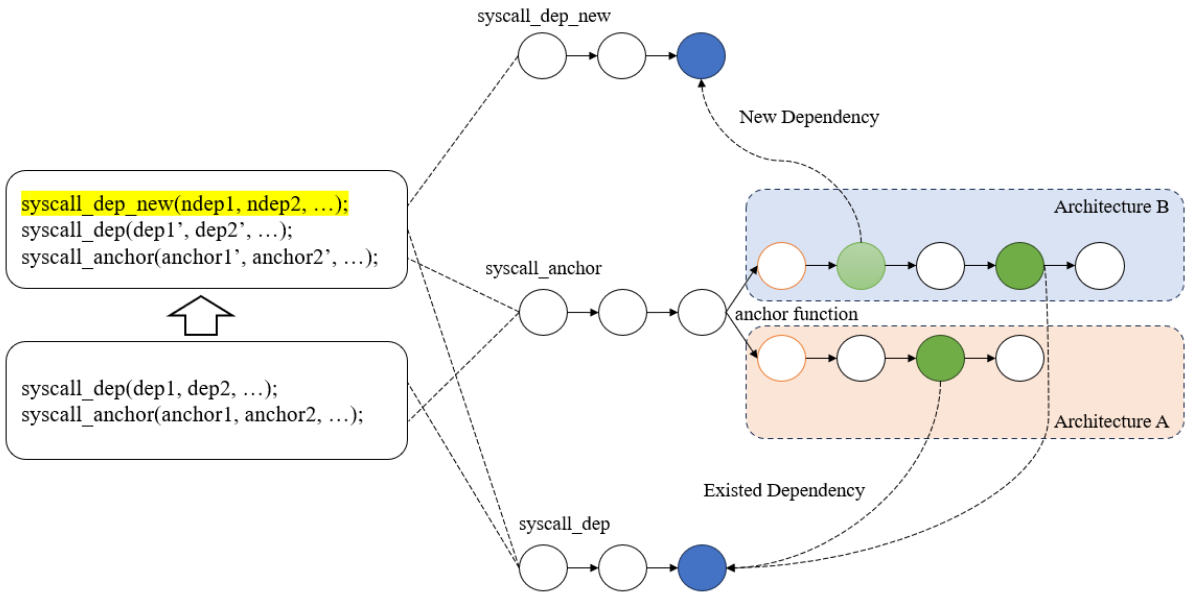 syscall_dep_new
New Dependency
syscall_dep_new(ndep1, ndep2, …);
syscall_dep(dep1’, dep2’, …);
syscall_anchor(anchor1’, anchor2’, …);
Architecture B
syscall_anchor
anchor function
syscall_dep(dep1, dep2, …);
syscall_anchor(anchor1, anchor2, …);
Architecture A
Existed Dependency
syscall_dep